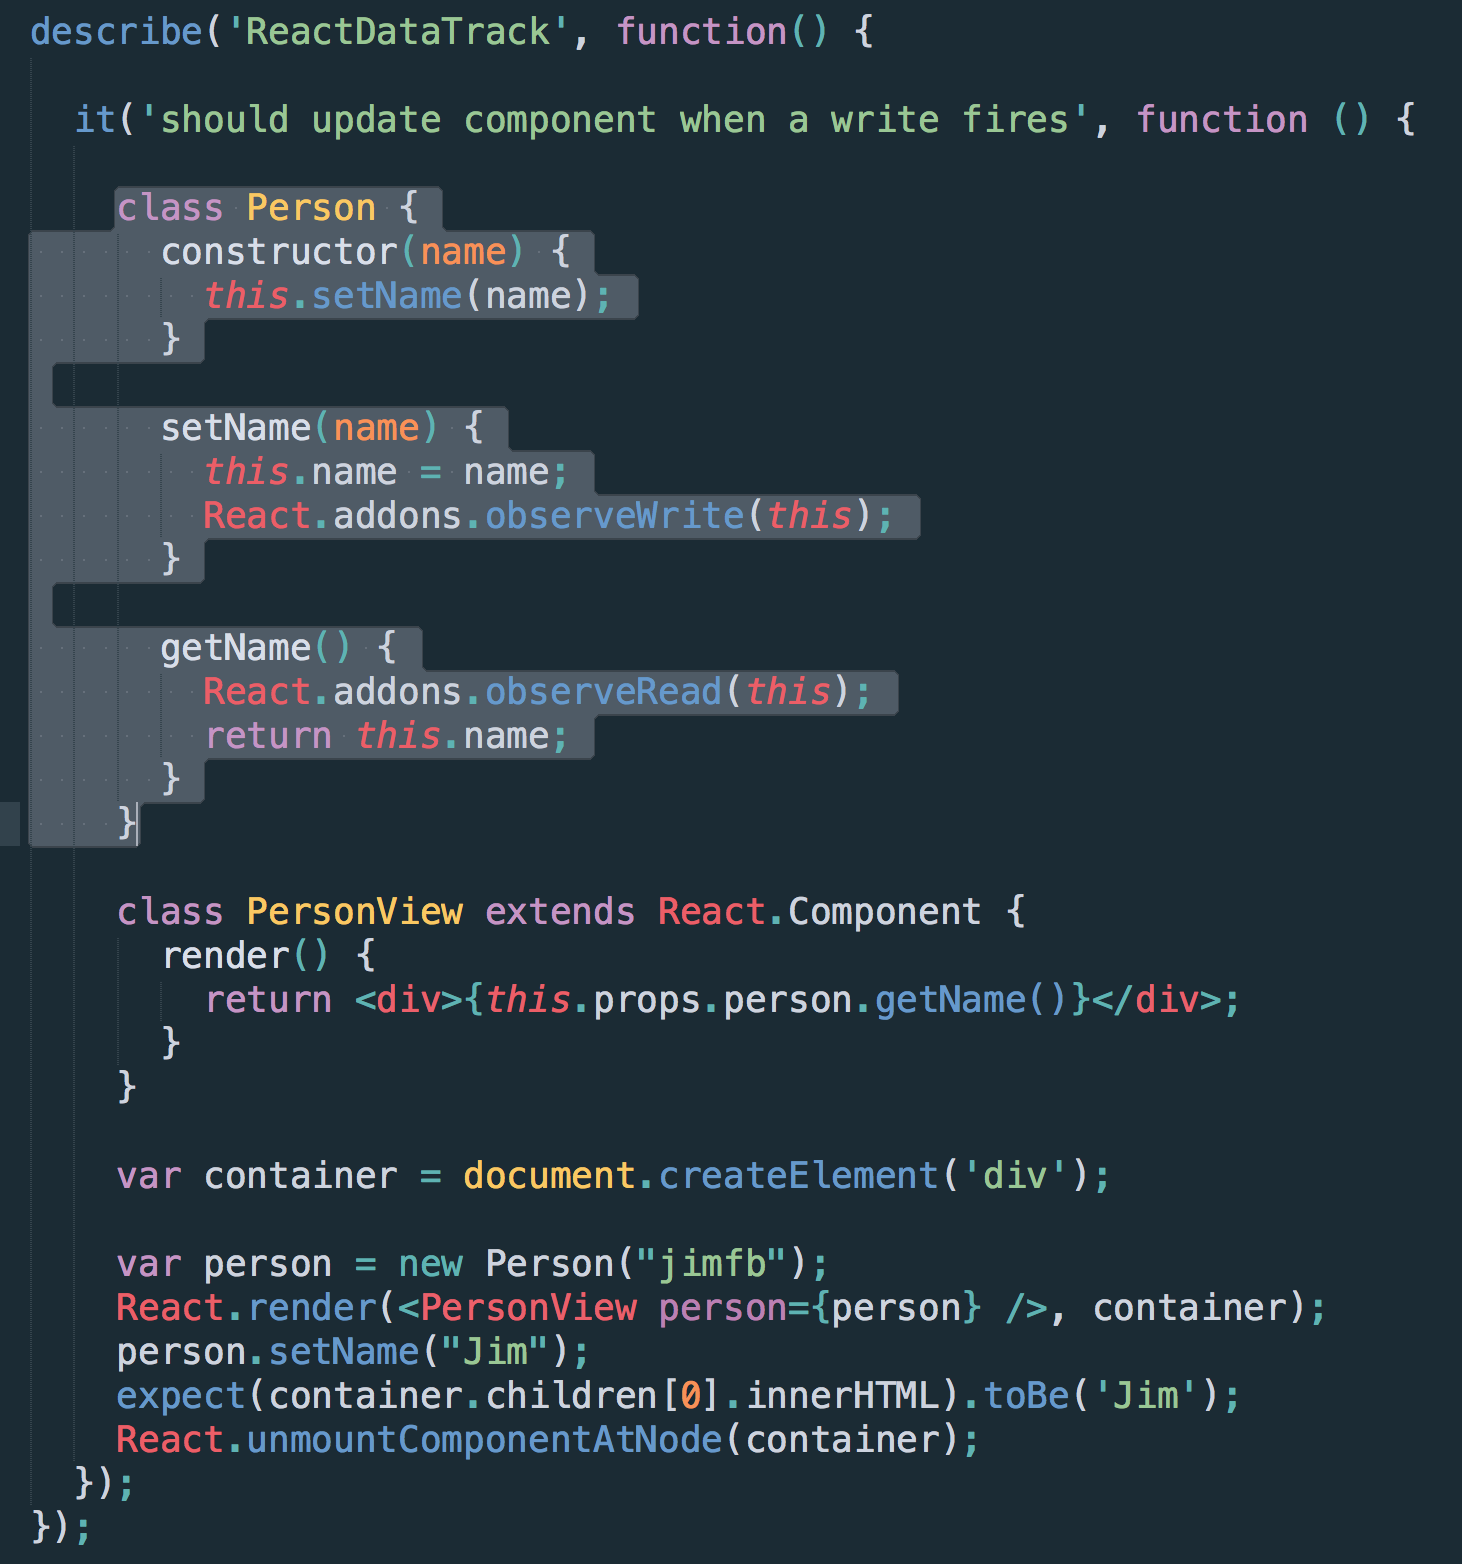 describe('ReactDataTrack', function() {
it('should update component when a write fires', function () {
class Person {
constructor(name) {
this.setName(name);
}
setName(name) {
this.name = name;
React.addons.observeWrite(this);
}
getName() {
React.addons.observeRead(this);
return this.name;
}
}
class PersonView extends React.Component {
render() {
return <div>{this.props.person.getName()}</div>;
}
}
var container = document.createElement('div');
var person = new Person("jimfb");
React.render(<PersonView person={person} />, container);
person.setName("Jim");
expect(container.children[0].innerHTML).toBe('Jim');
React.unmountComponentAtNode(container);
});
});